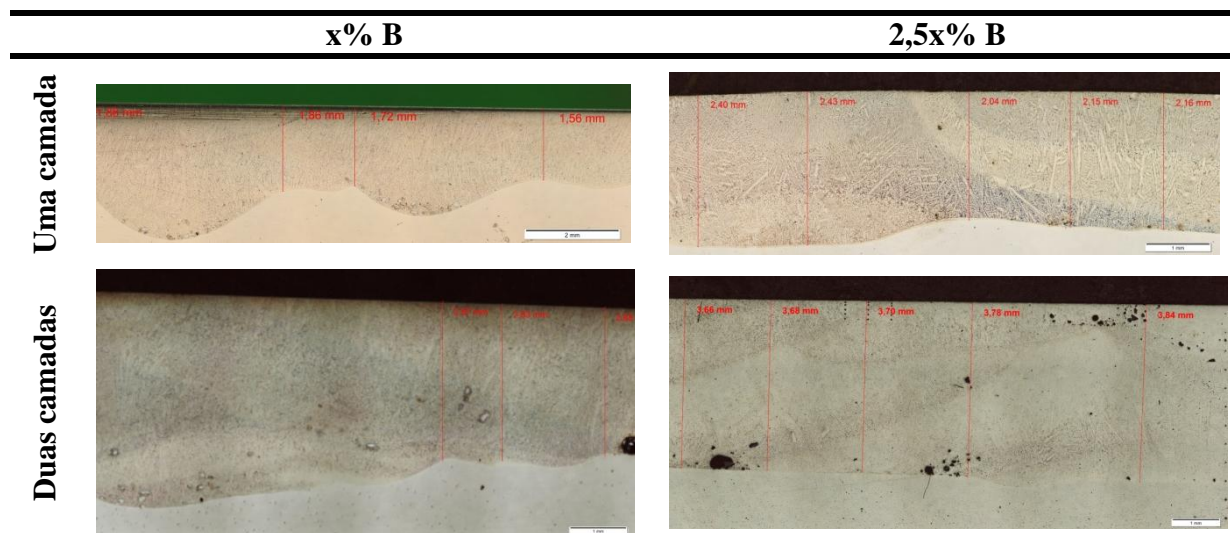 x% B
2,5x% B
Uma camada
1,86 mm
1,72 mm
1,56 mm
2 mm
2,40 mm
2,43 mm
2,04 mm
2,15 mm
2,16 mm
1 mm
Duas camadas
1 mm
3,66 mm
3,68 mm
3,70 mm
3,78 mm
3,84 mm
1 mm